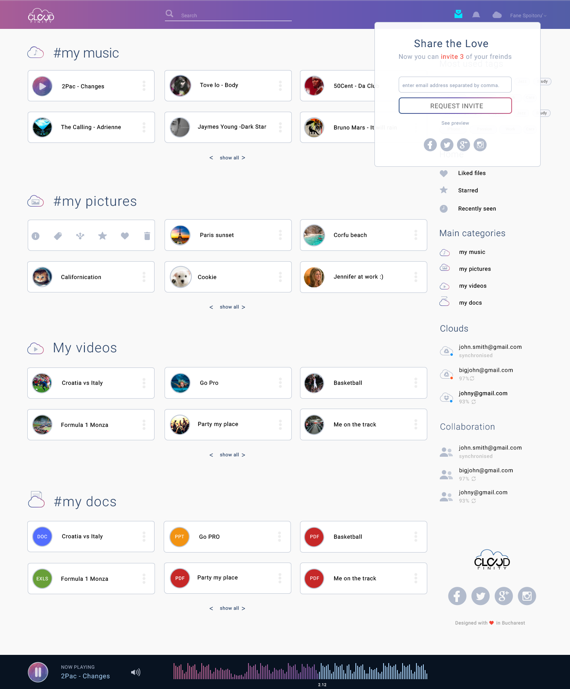 CLOUD
Search
#my music
2Pac - Changes
Tove lo - Body
50Cent - Da Clu
The Calling - Adrienne
Jaymes Young -Dark Star
Bruno Mars - It
< show all >
Share the Love
Now you can invite 3 of your freinds
enter email address separated by comma
REQUEST INVITE
See preview
Liked files
Starred
Recently seen
#my pictures
Paris sunset
Corfu beach
Californication
Cookie
Jennifer at work :)
< show all >
Main categories
my music
my pictures
my videos
my docs
My videos
Croatia vs Italy
Go Pro
Basketball
Formula 1 Monza
Party my place
Me on the track
< show all >
Clouds
john.smith@gmail.com
synchronised
bigjohn@gmail.com
97%
johny@gmail.com
99%
Collaboration
john.smith@gmail.com
synchronised
bigjohn@gmail.com
97%
johny@gmail.com
93%
#my docs
DOC
Croatia vs Italy
PPT
Go PRO
PDF
Basketball
EXLS
Formula 1 Monza
PDF
Party my place
PDF
Me on the track
< show all >
CLOUD
FINITY
Designed with ❤ in Bucharest
NOW PLAYING
2Pac - Changes
2.12